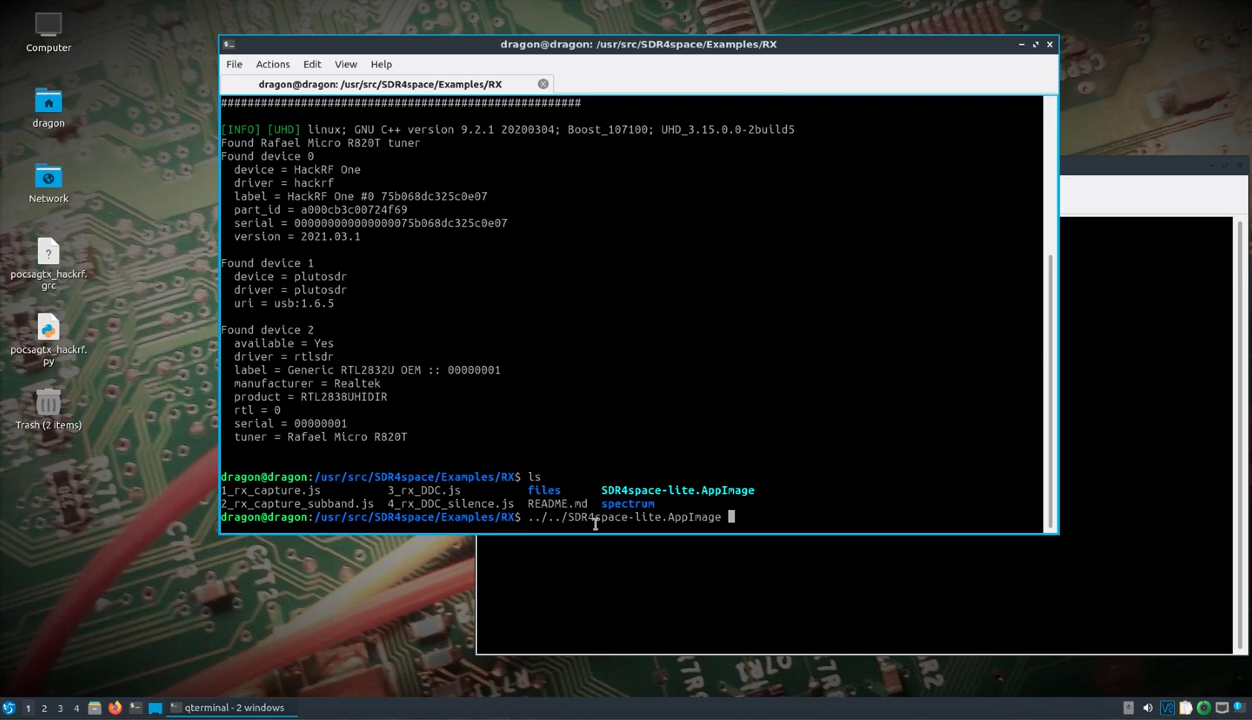 Computer
dragon
Network
pocsagtx_hackrf.
grc
pocsagtx_hackrf.
py
Trash (2 items)
dragon@dragon: /usr/src/SDR4space/Examples/RX
File Actions Edit View Help
dragon@dragon: /usr/src/SDR4space/Examples/RX
######################################################
[INFO] [UHD] linux; GNU C++ version 9.2.1 20200304; Boost_107100; UHD_3.15.0.0-2build5
Found Rafael Micro R820T tuner
Found device 0
device = HackRF One
driver = hackrf
label = HackRF One #0 75b068dc325c0e07
part_id = a000cb3c00724f69
serial = 000000000000000075b068dc325c0e07
version = 2021.03.1
Found device 1
device = plutosdr
driver = plutosdr
uri = usb:1.6.5
Found device 2
available = Yes
driver = rtlsdr
label = Generic RTL2832U OEM :: 00000001
manufacturer = Realtek
product = RTL2838UHIDIR
rtl = 0
serial = 00000001
tuner = Rafael Micro R820T
dragon@dragon:/usr/src/SDR4space/Examples/RX$ ls
1_rx_capture.js 3_rx_DDC.js files SDR4space-lite.AppImage
2_rx_capture_subband.js 4_rx_DDC_silence.js README.md spectrum
dragon@dragon:/usr/src/SDR4space/Examples/RX$ ../../SDR4space-lite.AppImage
1 2 3 4 qterminal - 2 windows